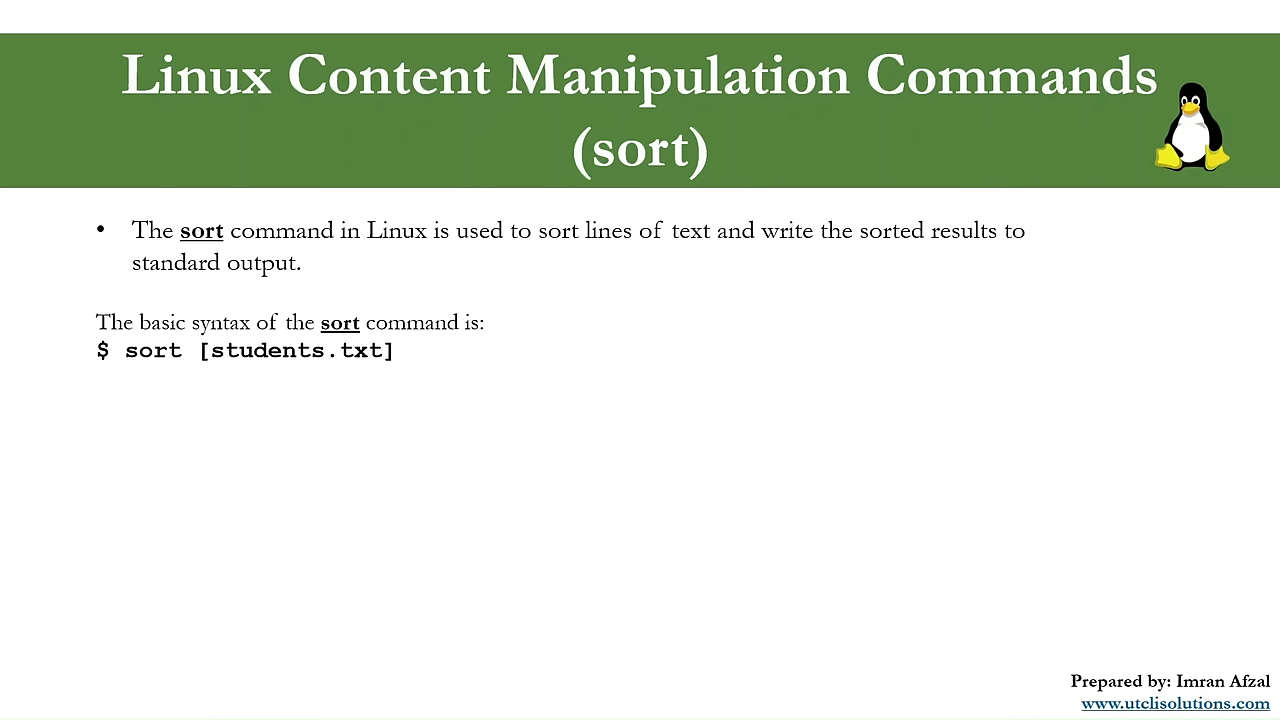 Linux Content Manipulation Commands
(sort)
• The sort command in Linux is used to sort lines of text and write the sorted results to
standard output.
The basic syntax of the sort command is:
$ sort [students.txt]
Prepared by: Imran Afzal
www.utclisolutions.com